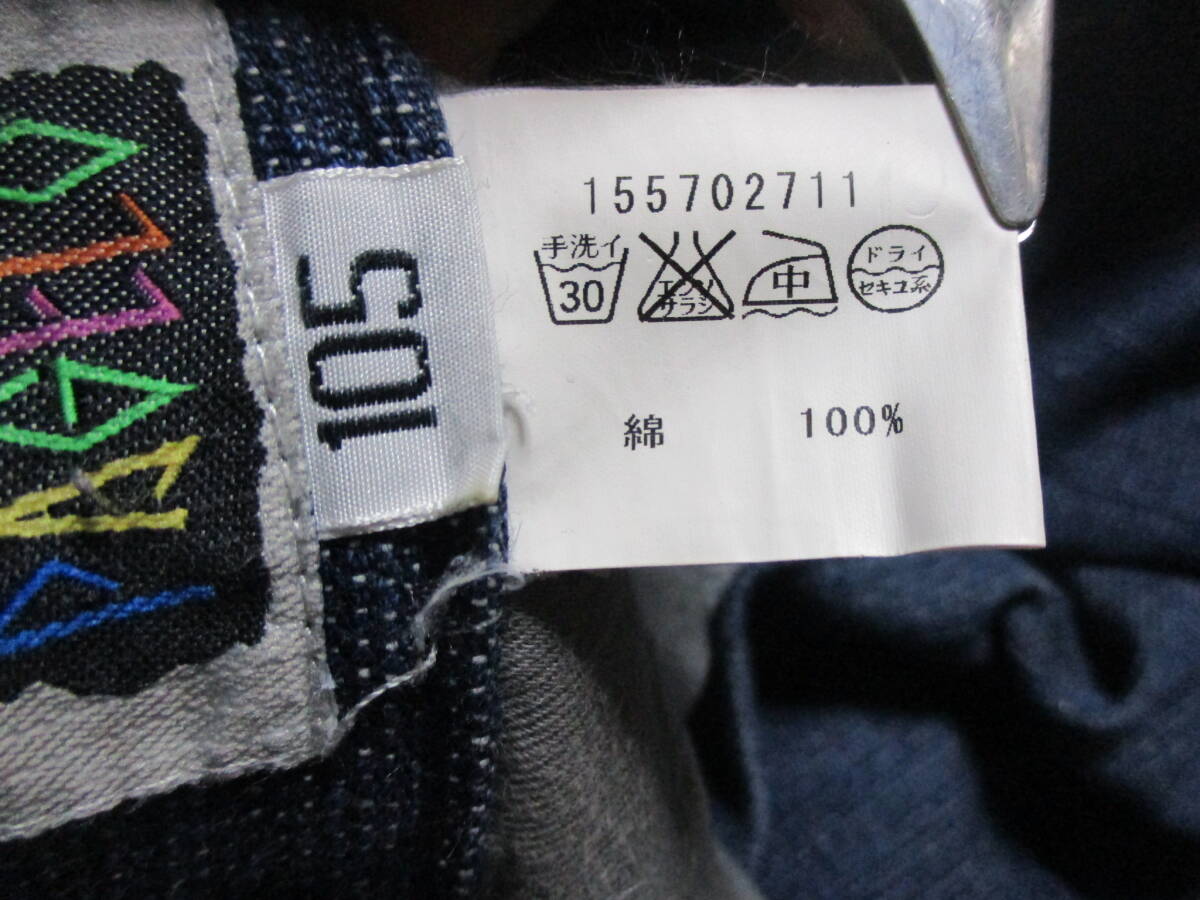 155702711
手洗イ
30
エンソ
サラシ
中
ドライ
セキユ系
綿 100%
105